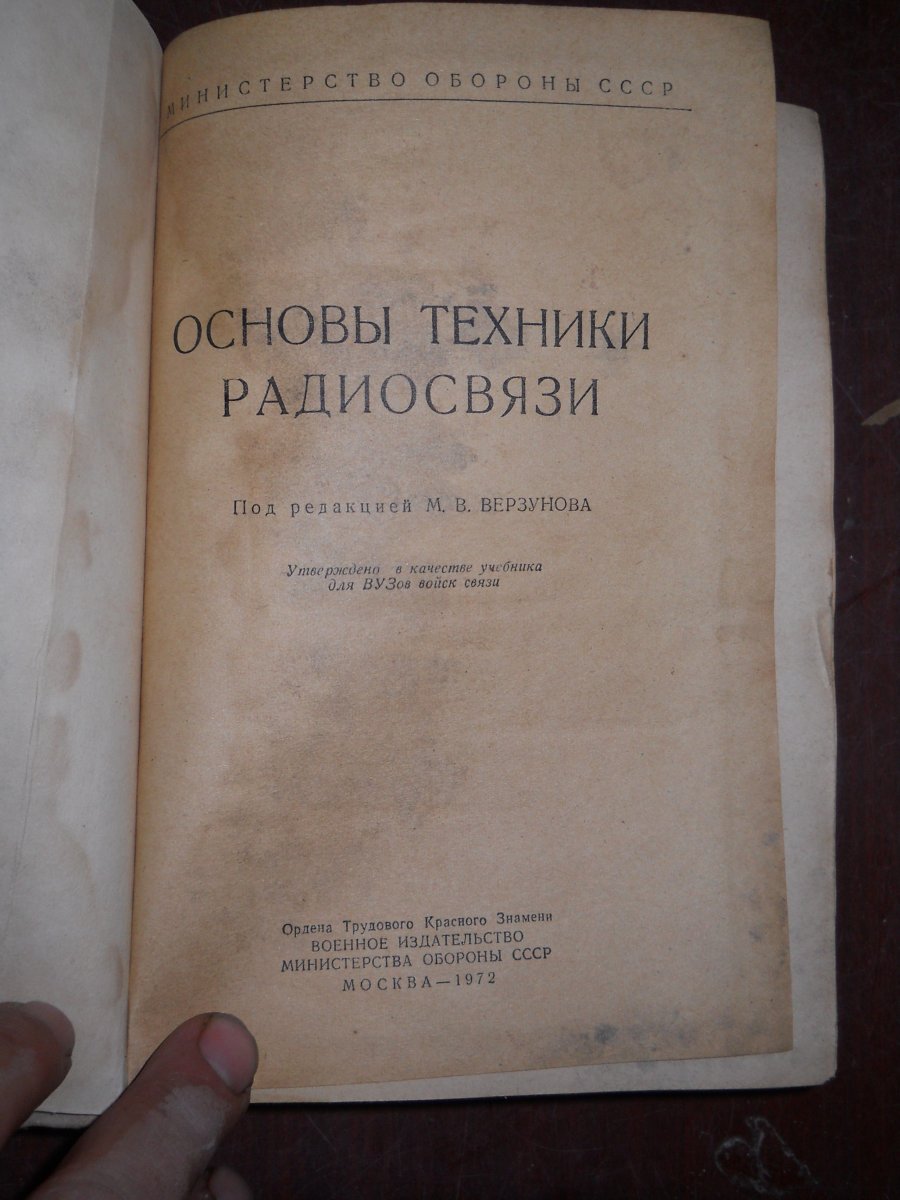 МИНИСТЕРСТВО ОБОРОНЫ СССР
ОСНОВЫ ТЕХНИКИ
РАДИОСВЯЗИ
Под редакцией М. В. ВЕРЗУНОВА
Утверждено в качестве учебника
для ВУЗов войск связи
Ордена Трудового Красного Знамени
ВОЕННОЕ ИЗДАТЕЛЬСТВО
МИНИСТЕРСТВА ОБОРОНЫ СССР
МОСКВА—1972